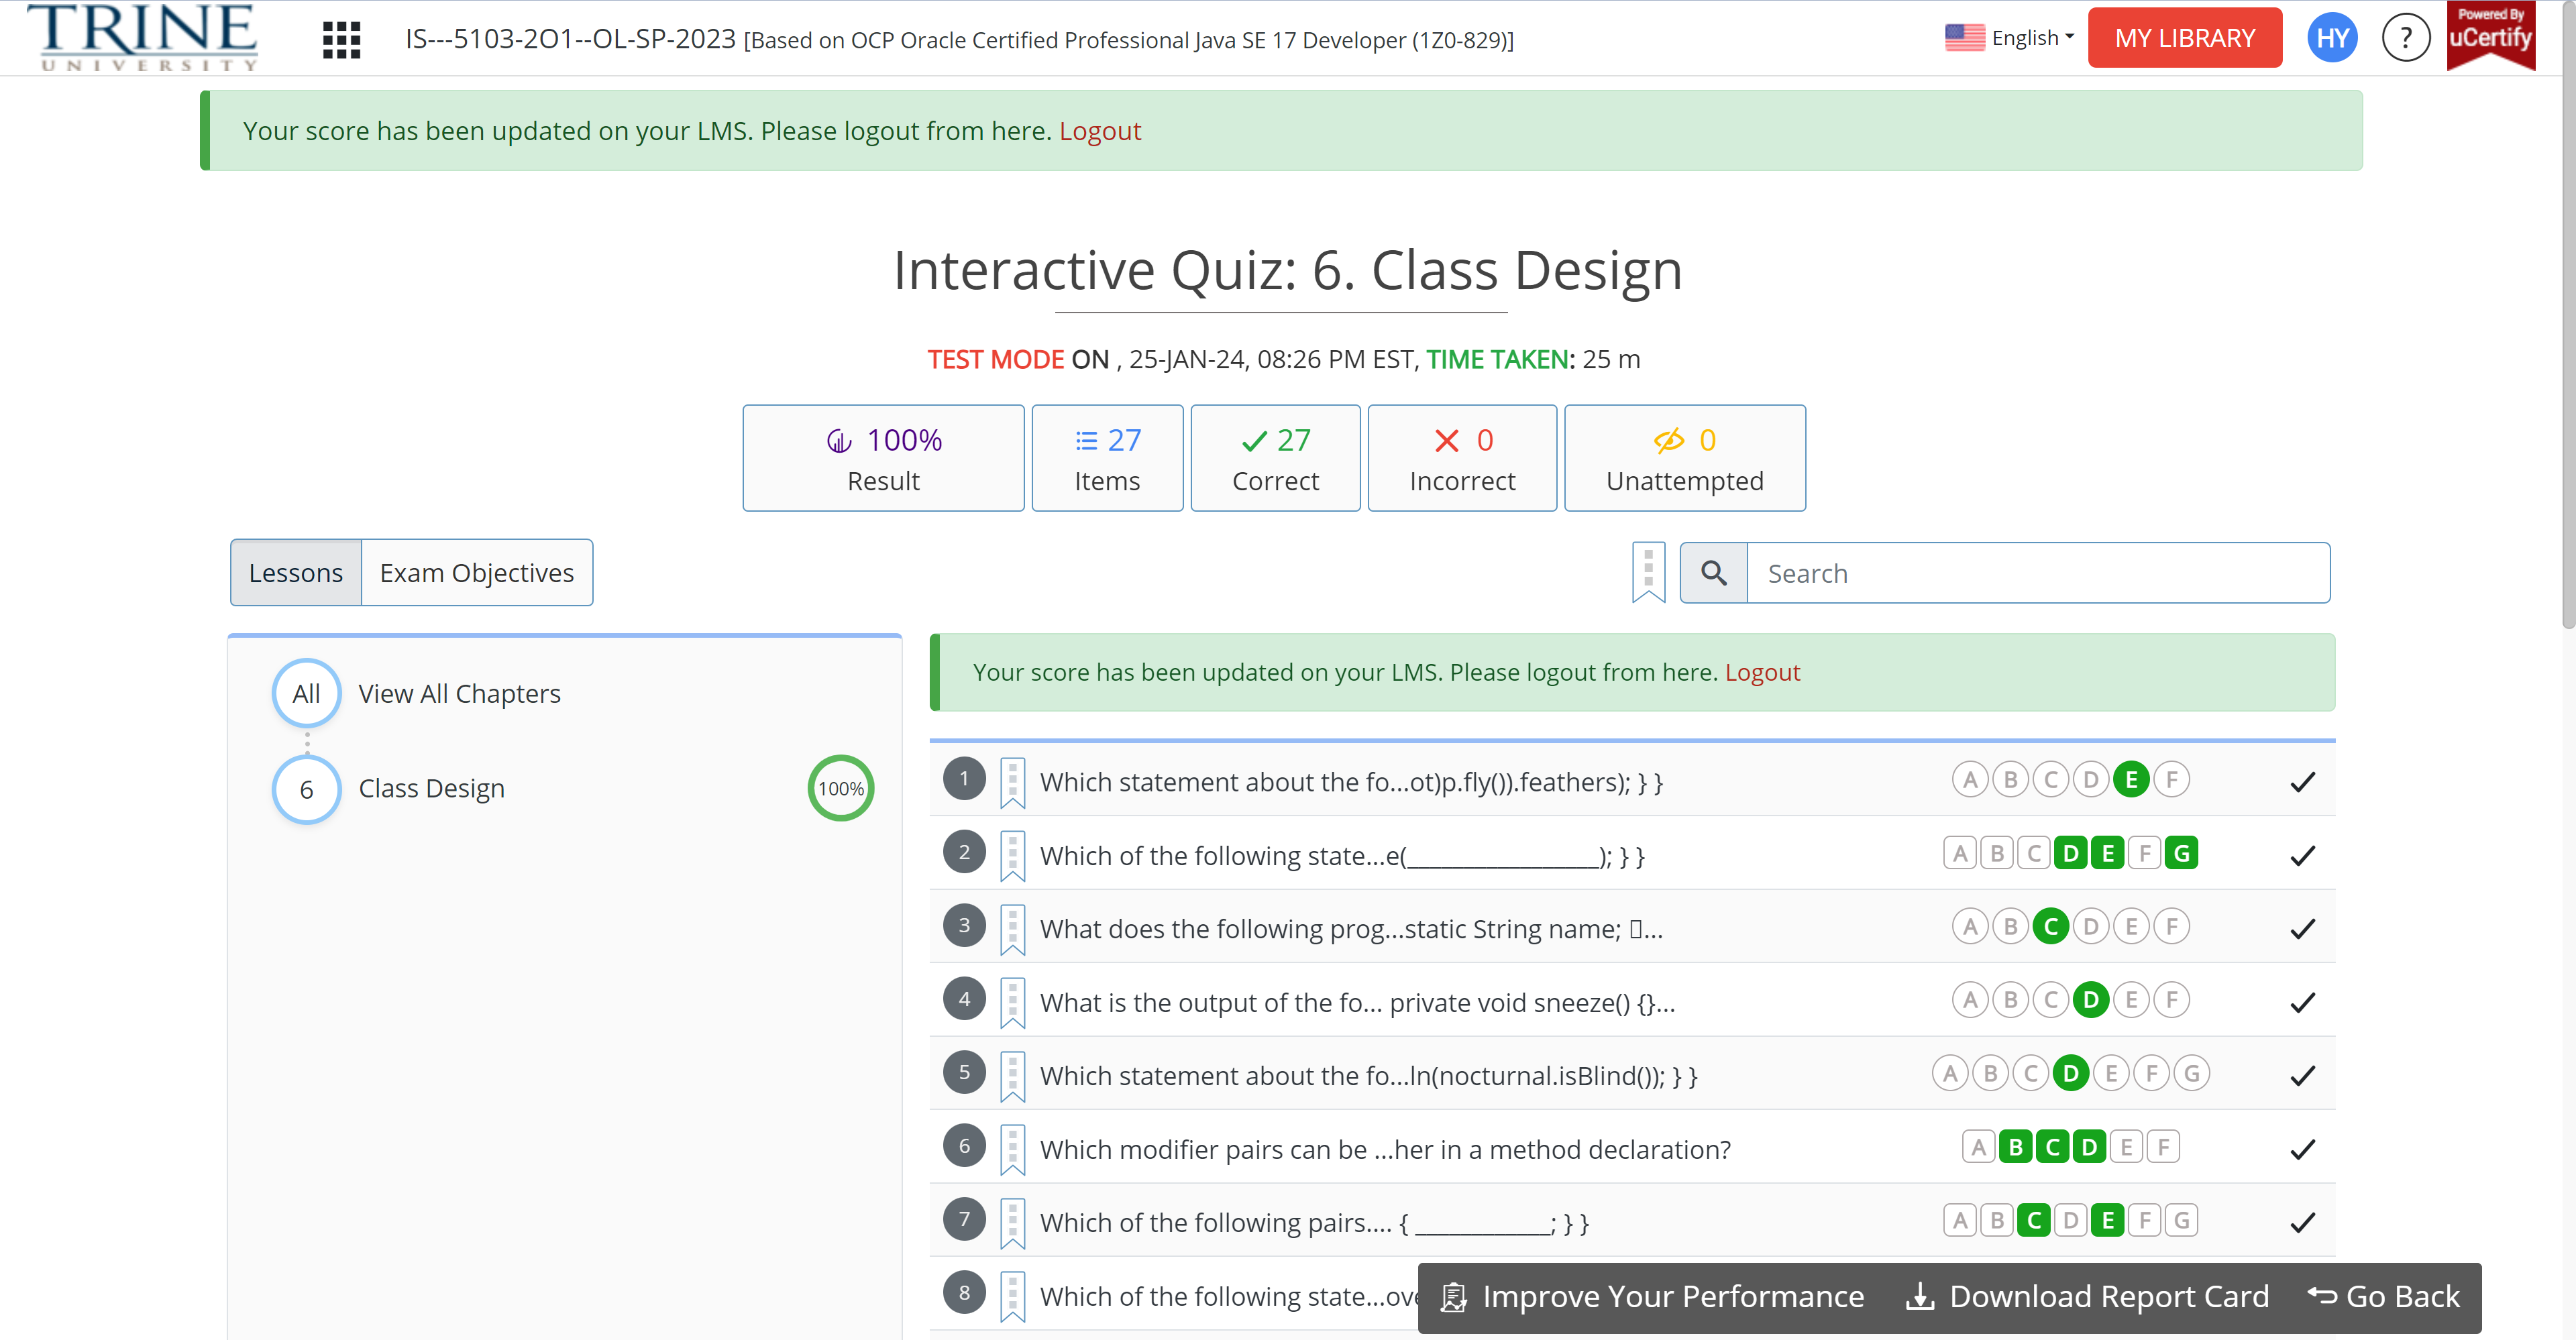 TRINE
UNIVERSITY
IS---5103-2O1--OL-SP-2023 [Based on OCP Oracle Certified Professional Java SE 17 Developer (1Z0-829)]
English
MY LIBRARY
HY
?
Powered By
uCertify
Your score has been updated on your LMS. Please logout from here. Logout
Interactive Quiz: 6. Class Design
TEST MODE ON , 25-JAN-24, 08:26 PM EST, TIME TAKEN: 25 m
100%
Result
27
Items
27
Correct
0
Incorrect
0
Unattempted
Lessons
Exam Objectives
Search
All View All Chapters
6 Class Design 100%
Your score has been updated on your LMS. Please logout from here. Logout
1 Which statement about the fo...ot)p.fly()).feathers); } } A B C D E F
2 Which of the following state...e(________________); } } A B C D E F G
3 What does the following prog...static String name; ▯... A B C D E F
4 What is the output of the fo... private void sneeze() {}... A B C D E F
5 Which statement about the fo...ln(nocturnal.isBlind()); } } A B C D E F G
6 Which modifier pairs can be ...her in a method declaration? A B C D E F
7 Which of the following pairs.... { ___________; } } A B C D E F G
8 Which of the following state...ove
Improve Your Performance Download Report Card Go Back